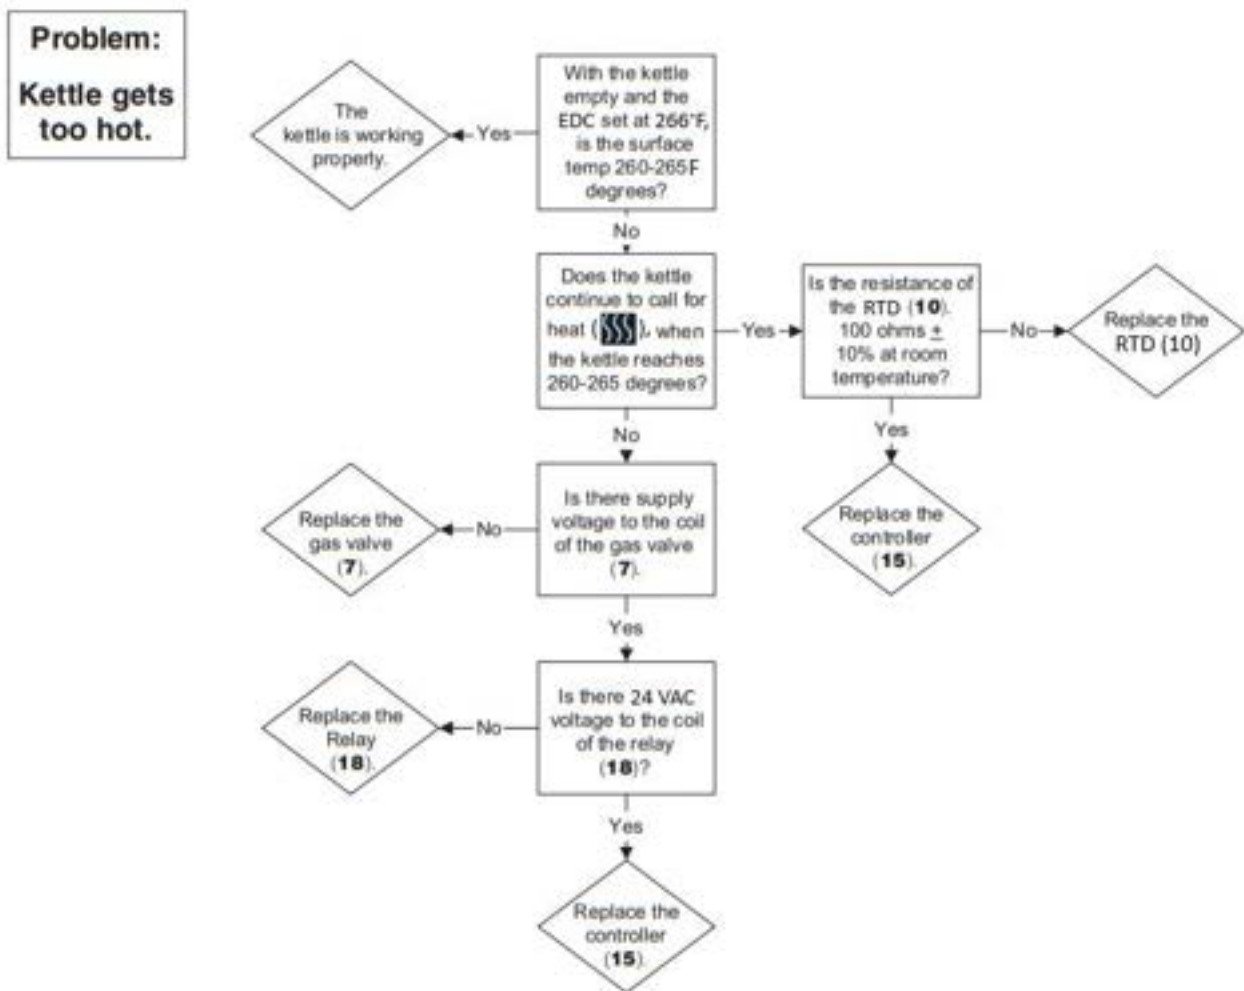 Problem:
Kettle gets
too hot.
The
kettle is working
properly.
Yes
With the kettle
empty and the
EDC set at 266°F,
is the surface
temp 260-265F
degrees?
No
Does the kettle
continue to call for
heat ( ), when
the kettle reaches
260-265 degrees?
Yes
Is the resistance of
the RTD (10).
100 ohms ±
10% at room
temperature?
No
Replace the
RTD (10)
No
Yes
Replace the
gas valve
(7).
No
Is there supply
voltage to the coil
of the gas valve
(7).
Replace the
controller
(15).
Yes
Replace the
Relay
(18).
No
Is there 24 VAC
voltage to the coil
of the relay
(18)?
Yes
Replace the
controller
(15).